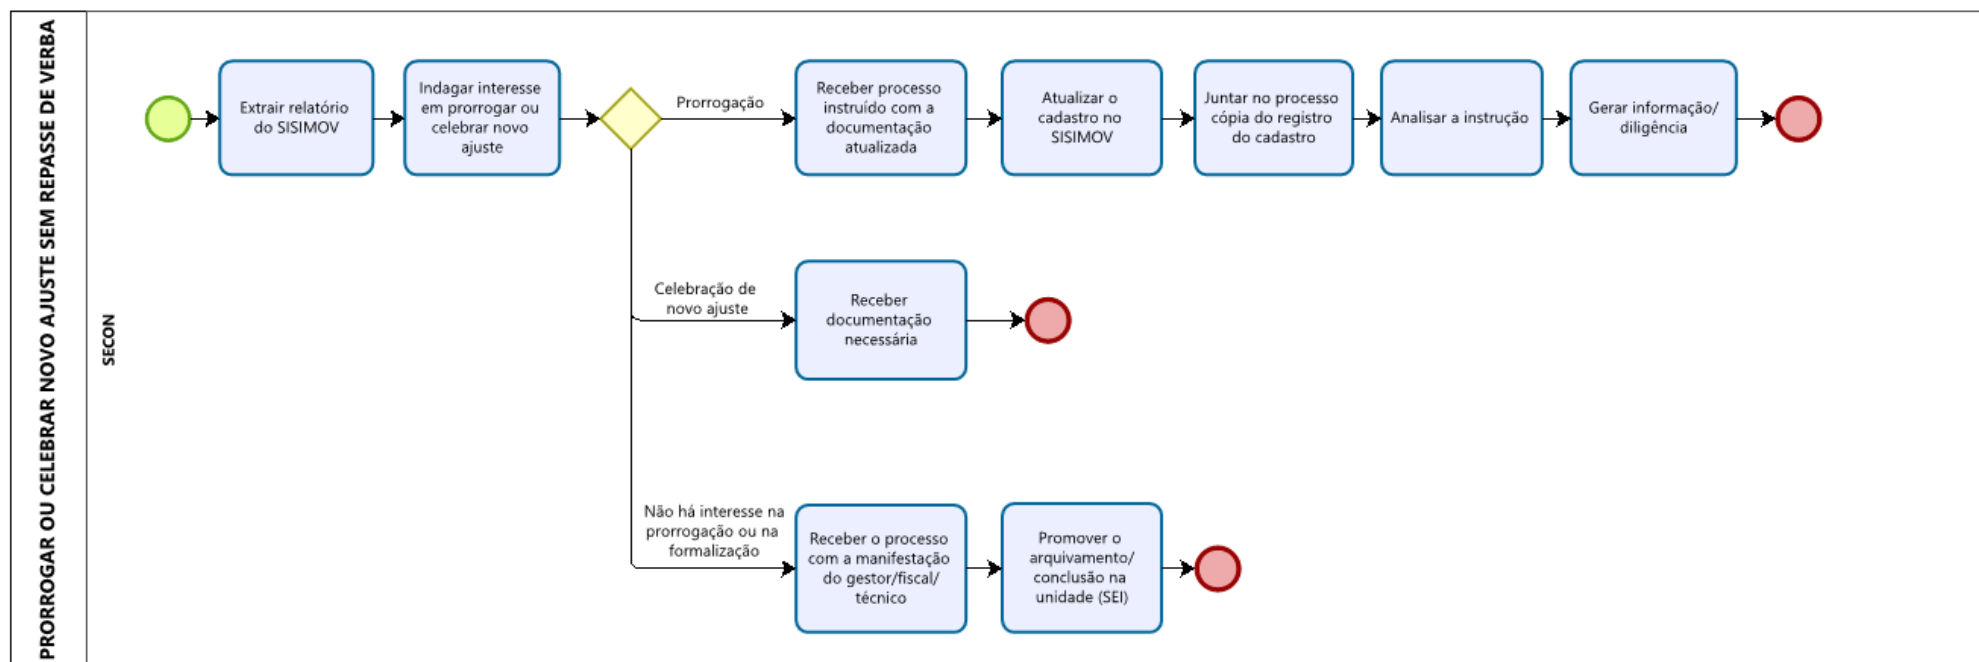 PRORROGAR OU CELEBRAR NOVO AJUSTE SEM REPASSE DE VERBA
SECON
Extrair relatório
do SISIMOV
Indagar interesse
em prorrogar ou
celebrar novo
ajuste
Prorrogação
Receber processo
instruído com a
documentação
atualizada
Atualizar o
cadastro no
SISIMOV
Juntar no processo
cópia do registro
do cadastro
Analisar a instrução
Gerar informação/
diligência
Celebração de
novo ajuste
Receber
documentação
necessária
Não há interesse na
prorrogação ou na
formalização
Receber o processo
com a manifestação
do gestor/fiscal/
técnico
Promover o
arquivamento/
conclusão na
unidade (SEI)